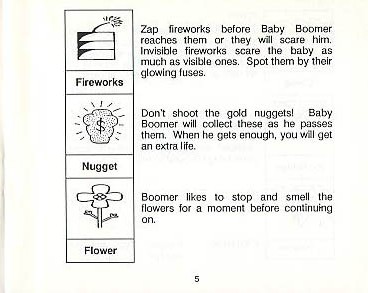 Zap fireworks before Baby Boomer
reaches them or they will scare him.
Invisible fireworks scare the baby as
much as visible ones. Spot them by their
glowing fuses.
Fireworks
$
Don't shoot the gold nuggets! Baby
Boomer will collect these as he passes
them. When he gets enough, you will get
an extra life.
Nugget
Boomer likes to stop and smell the
flowers for a moment before continuing
on.
Flower
5